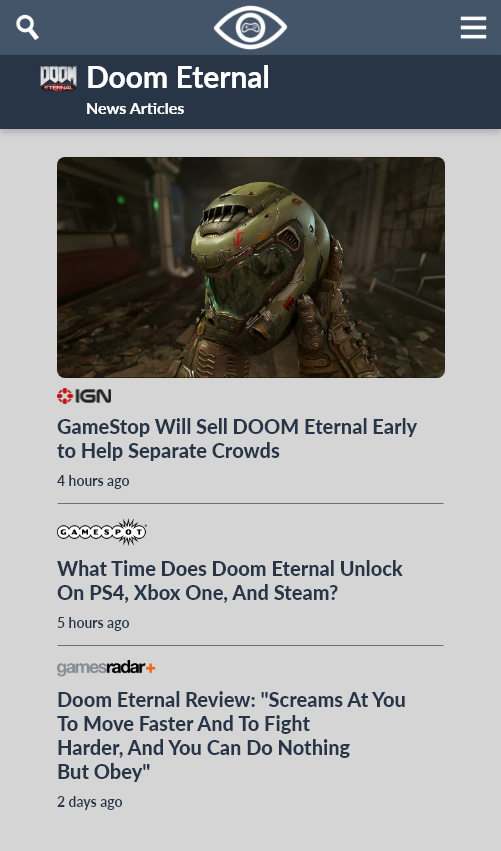 DOOM
ETERNAL
Doom Eternal
News Articles
IGN
GameStop Will Sell DOOM Eternal Early
to Help Separate Crowds
4 hours ago
GAMESPOT
What Time Does Doom Eternal Unlock
On PS4, Xbox One, And Steam?
5 hours ago
gamesradar+
Doom Eternal Review: "Screams At You
To Move Faster And To Fight
Harder, And You Can Do Nothing
But Obey"
2 days ago